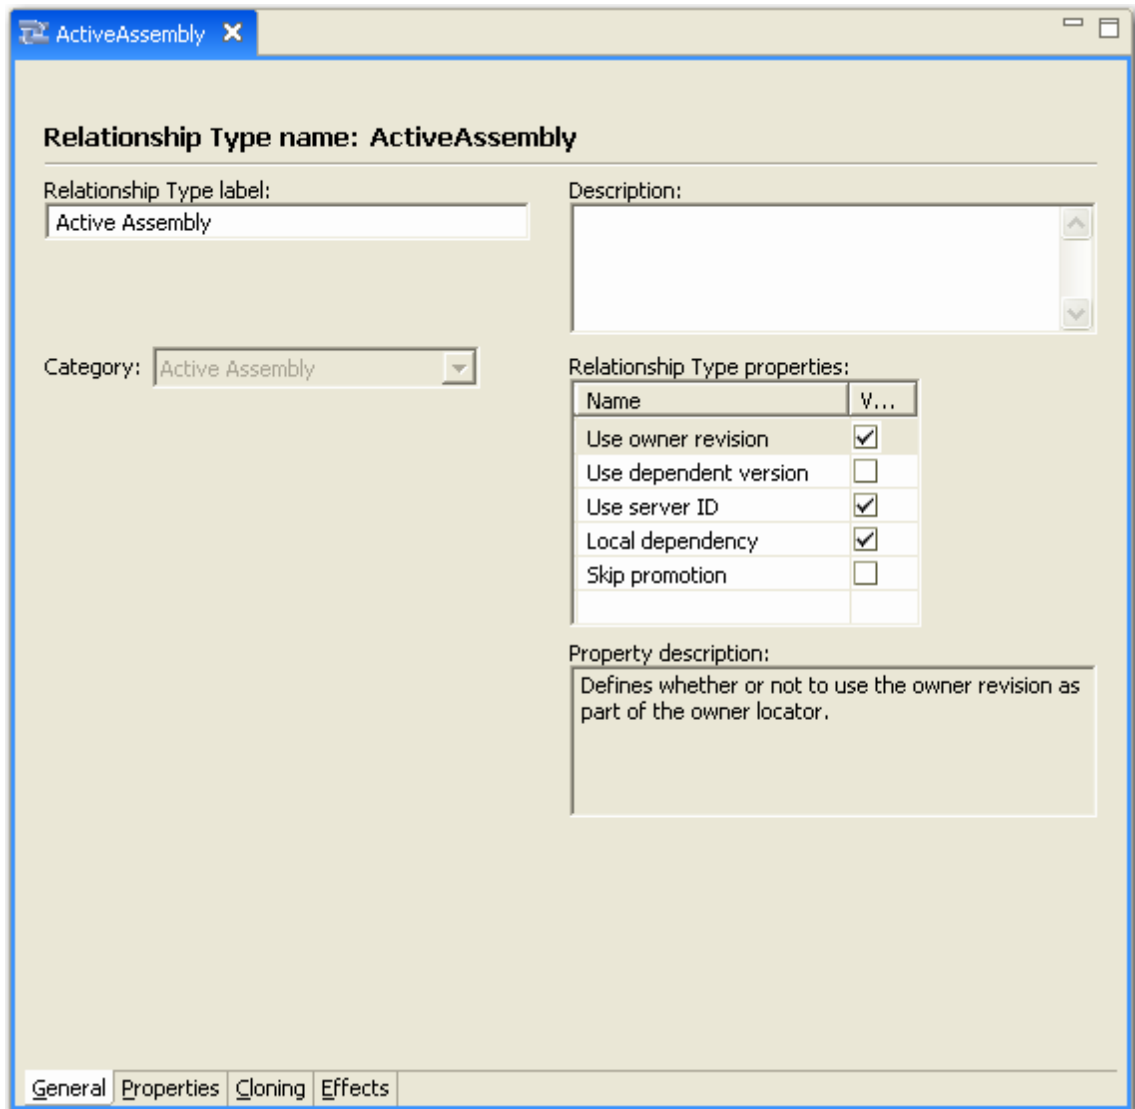 ActiveAssembly
Relationship Type name: ActiveAssembly
Relationship Type label:
Active Assembly
Category: Active Assembly
Description:
Relationship Type properties:
Name V...
Use owner revision
Use dependent version
Use server ID
Local dependency
Skip promotion
Property description:
Defines whether or not to use the owner revision as
part of the owner locator.
General Properties Cloning Effects